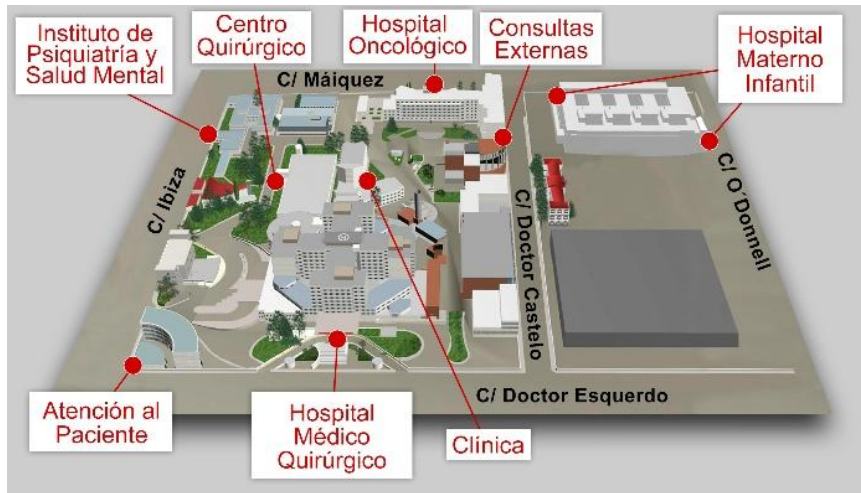 Instituto de
Psiquiatría y
Salud Mental
Centro
Quirúrgico
Hospital
Oncológico
Consultas
Externas
Hospital
Materno
Infantil
C/ Máiquez
C/ Ibiza
C/ O´Donnell
C/ Doctor Castelo
C/ Doctor Esquerdo
Atención al
Paciente
Hospital
Médico
Quirúrgico
Clínica